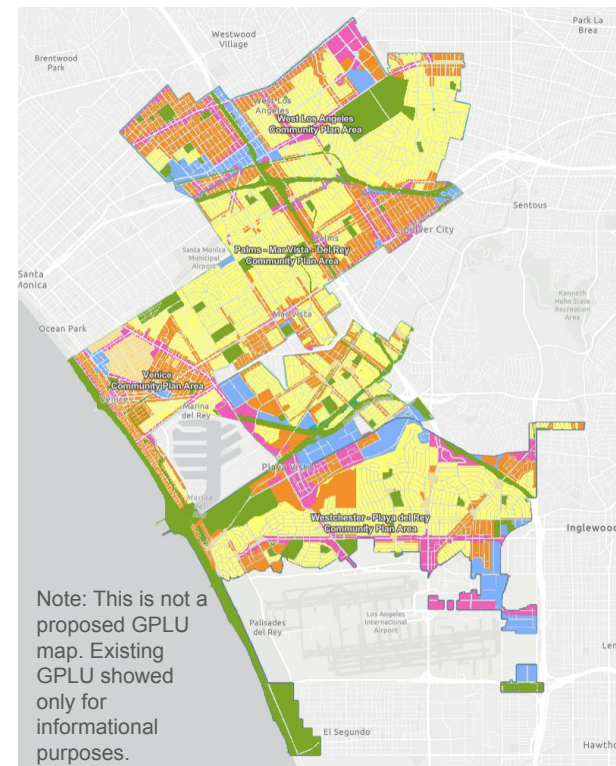 Park La
Brea
Westwood
Village
Brentwood
Park
West Los
Angeles
West Los Angeles
Community Plan Area
Sentous
Culver City
Palms
Palms - Mar Vista - Del Rey
Community Plan Area
Santa Monica
Municipal
Airport
Santa
Monica
Kenneth
Hahn State
Recreation
Area
Mar Vista
Ocean Park
Venice
Community Plan Area
Venice
Marina
del Rey
Playa Vista
Marina
del Rey
Westchester - Playa del Rey
Community Plan Area
Inglewood
Los Angeles
International
Airport
Palisades
del Rey
Len
El Segundo
Hawtho
Note: This is not a
proposed GPLU
map. Existing
GPLU showed
only for
informational
purposes.